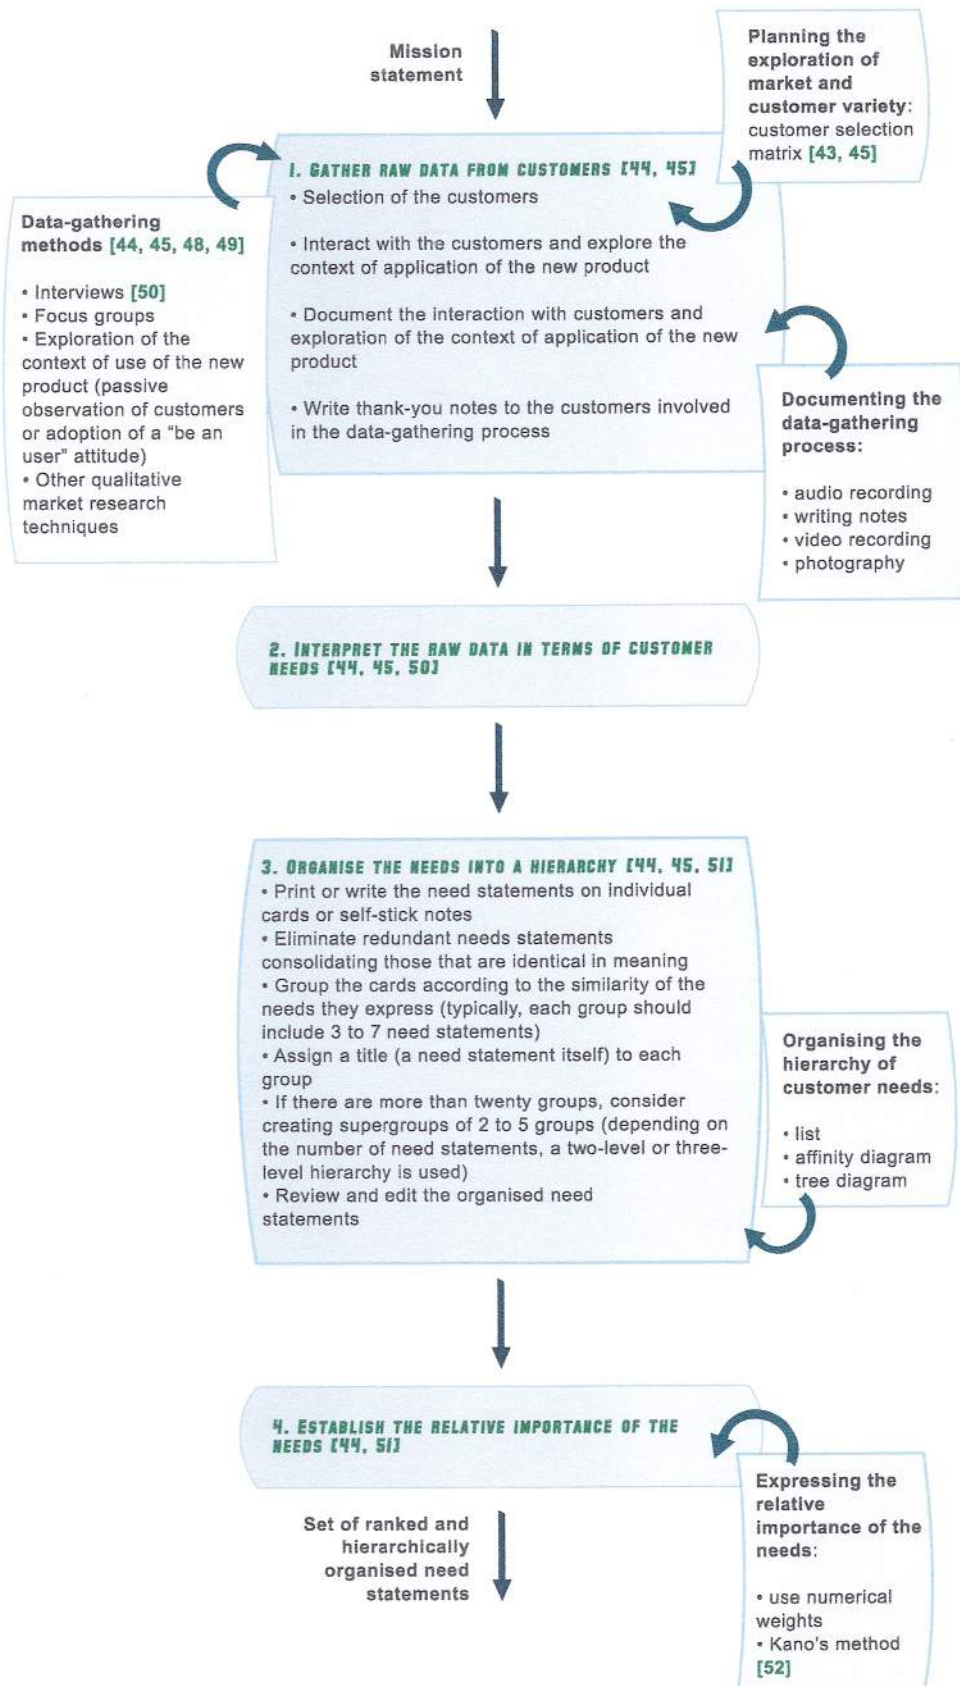 Mission
statement
Planning the
exploration of
market and
customer variety:
customer selection
matrix [43, 45]
1. GATHER RAW DATA FROM CUSTOMERS [44, 45]
• Selection of the customers
• Interact with the customers and explore the
context of application of the new product
• Document the interaction with customers and
exploration of the context of application of the new
product
• Write thank-you notes to the customers involved
in the data-gathering process
Data-gathering
methods [44, 45, 48, 49]
• Interviews [50]
• Focus groups
• Exploration of the
context of use of the new
product (passive
observation of customers
or adoption of a “be an
user” attitude)
• Other qualitative
market research
techniques
Documenting the
data-gathering
process:
• audio recording
• writing notes
• video recording
• photography
2. INTERPRET THE RAW DATA IN TERMS OF CUSTOMER
NEEDS [44, 45, 50]
3. ORGANISE THE NEEDS INTO A HIERARCHY [44, 45, 51]
• Print or write the need statements on individual
cards or self-stick notes
• Eliminate redundant needs statements
consolidating those that are identical in meaning
• Group the cards according to the similarity of the
needs they express (typically, each group should
include 3 to 7 need statements)
• Assign a title (a need statement itself) to each
group
• If there are more than twenty groups, consider
creating supergroups of 2 to 5 groups (depending on
the number of need statements, a two-level or three-
level hierarchy is used)
• Review and edit the organised need
statements
Organising the
hierarchy of
customer needs:
• list
• affinity diagram
• tree diagram
4. ESTABLISH THE RELATIVE IMPORTANCE OF THE
NEEDS [44, 51]
Set of ranked and
hierarchically
organised need
statements
Expressing the
relative
importance of the
needs:
• use numerical
weights
• Kano's method
[52]